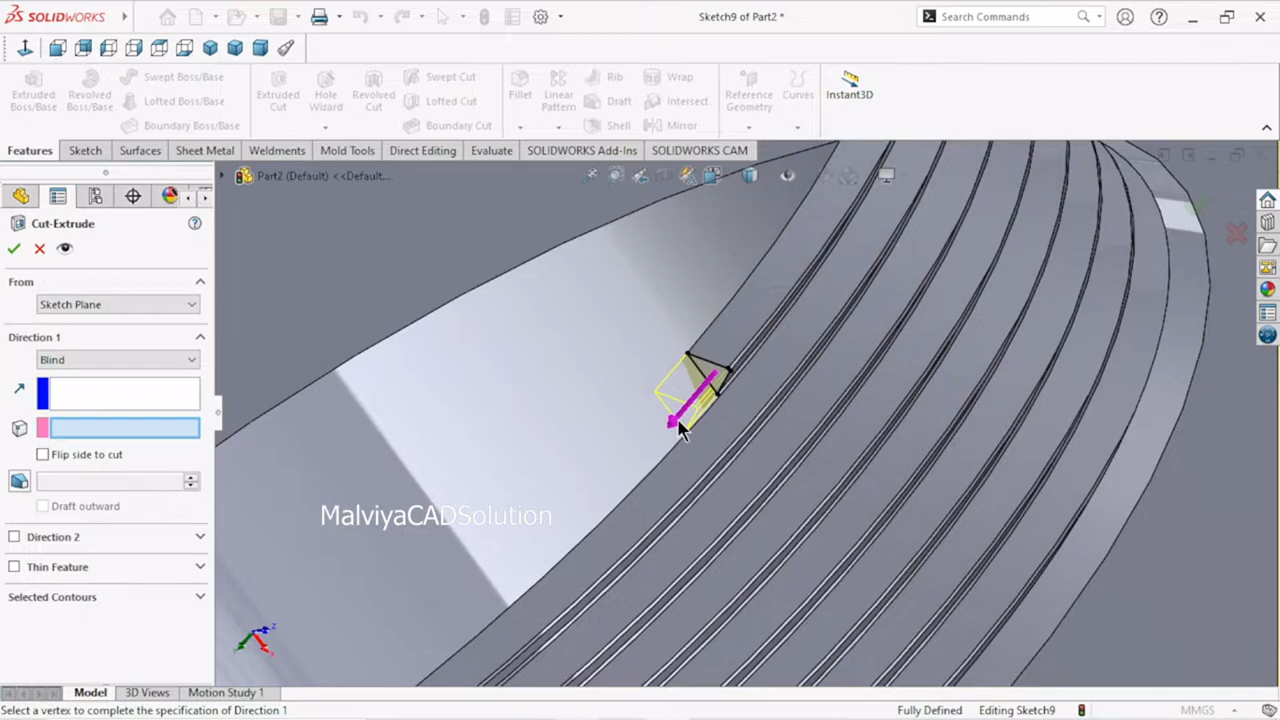 SOLIDWORKS
Sketch9 of Part2 *
Search Commands
Extruded Boss/Base
Revolved Boss/Base
Swept Boss/Base
Lofted Boss/Base
Boundary Boss/Base
Extruded Cut
Hole Wizard
Revolved Cut
Swept Cut
Lofted Cut
Boundary Cut
Fillet
Linear Pattern
Rib
Draft
Shell
Wrap
Intersect
Mirror
Reference Geometry
Curves
Instant3D
Features
Sketch
Surfaces
Sheet Metal
Weldments
Mold Tools
Direct Editing
Evaluate
SOLIDWORKS Add-Ins
SOLIDWORKS CAM
Part2 (Default) <<Default...
Cut-Extrude
From
Sketch Plane
Direction 1
Blind
Flip side to cut
Draft outward
Direction 2
Thin Feature
Selected Contours
MalviyaCADSolution
Model
3D Views
Motion Study 1
Select a vertex to complete the specification of Direction 1
Fully Defined
Editing Sketch9
MMGS